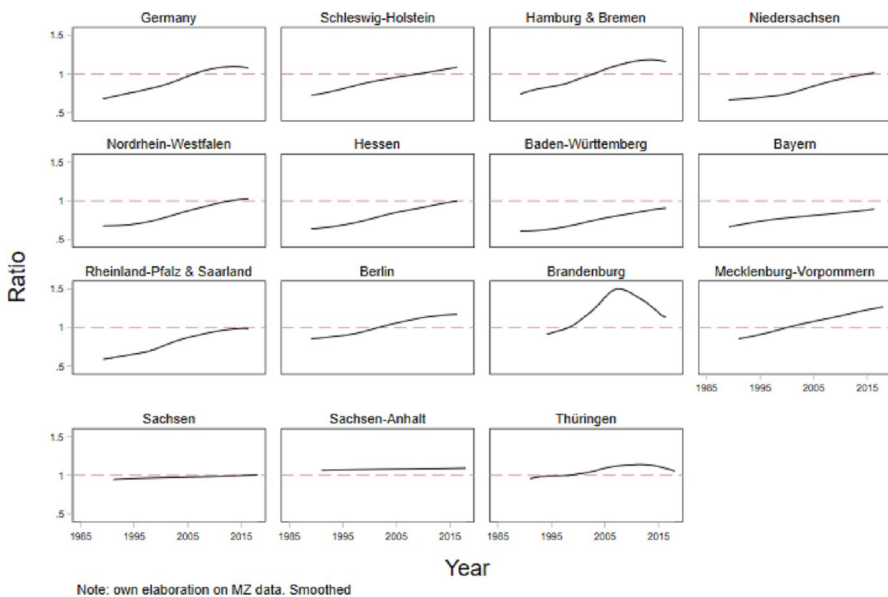 Germany Schleswig-Holstein Hamburg & Bremen Niedersachsen
1.5
1
.5
Nordrhein-Westfalen Hessen Baden-Württemberg Bayern
1.5
1
.5
Rheinland-Pfalz & Saarland Berlin Brandenburg Mecklenburg-Vorpommern
1.5
1
.5
1985 1995 2005 2015
Sachsen Sachsen-Anhalt Thüringen
1.5
1
.5
1985 1995 2005 2015 1985 1995 2005 2015 1985 1995 2005 2015
Ratio
Year
Note: own elaboration on MZ data. Smoothed